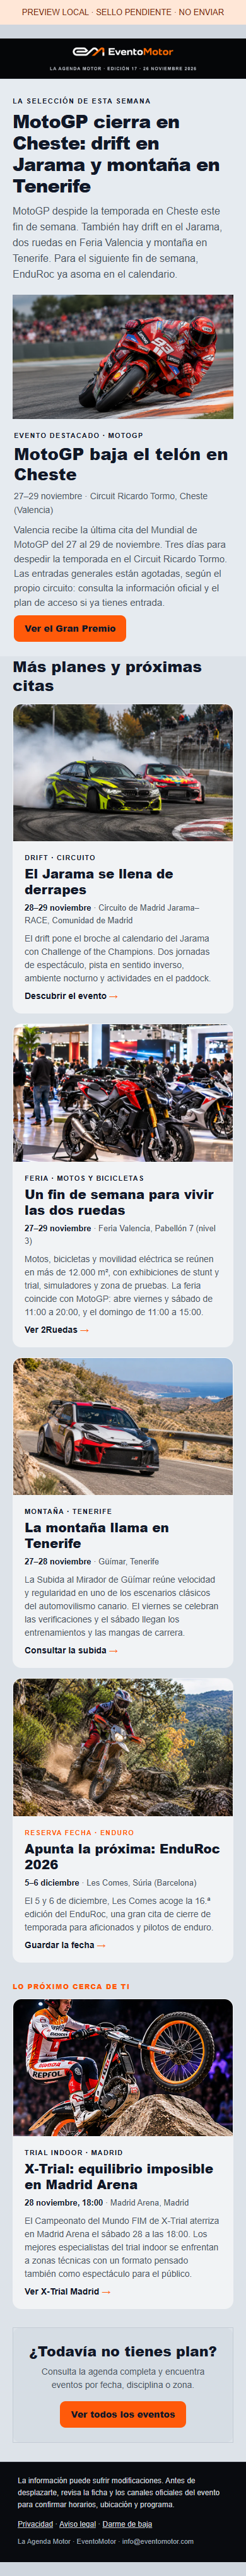 PREVIEW LOCAL · SELLO PENDIENTE · NO ENVIAR
EventoMotor
LA AGENDA MOTOR · EDICIÓN 17 · 26 NOVIEMBRE 2026
LA SELECCIÓN DE ESTA SEMANA
MotoGP cierra en
Cheste: drift en
Jarama y montaña en
Tenerife
MotoGP despide la temporada en Cheste este
fin de semana. También hay drift en el Jarama,
dos ruedas en Feria Valencia y montaña en
Tenerife. Para el siguiente fin de semana,
EnduRoc ya asoma en el calendario.
93
EVENTO DESTACADO · MOTOGP
MotoGP baja el telón en
Cheste
27–29 noviembre · Circuit Ricardo Tormo, Cheste
(Valencia)
Valencia recibe la última cita del Mundial de
MotoGP del 27 al 29 de noviembre. Tres días para
despedir la temporada en el Circuit Ricardo Tormo.
Las entradas generales están agotadas, según el
propio circuito: consulta la información oficial y el
plan de acceso si ya tienes entrada.
Ver el Gran Premio
Más planes y próximas
citas
DRIFT · CIRCUITO
El Jarama se llena de
derrapes
28–29 noviembre · Circuito de Madrid Jarama–
RACE, Comunidad de Madrid
El drift pone el broche al calendario del Jarama
con Challenge of the Champions. Dos jornadas
de espectáculo, pista en sentido inverso,
ambiente nocturno y actividades en el paddock.
Descubrir el evento →
FERIA · MOTOS Y BICICLETAS
Un fin de semana para vivir
las dos ruedas
27–29 noviembre · Feria Valencia, Pabellón 7 (nivel
3)
Motos, bicicletas y movilidad eléctrica se reúnen
en más de 12.000 m², con exhibiciones de stunt y
trial, simuladores y zona de pruebas. La feria
coincide con MotoGP: abre viernes y sábado de
11:00 a 20:00, y el domingo de 11:00 a 15:00.
Ver 2Ruedas →
MONTAÑA · TENERIFE
La montaña llama en
Tenerife
27–28 noviembre · Güímar, Tenerife
La Subida al Mirador de Güímar reúne velocidad
y regularidad en uno de los escenarios clásicos
del automovilismo canario. El viernes se celebran
las verificaciones y el sábado llegan los
entrenamientos y las mangas de carrera.
Consultar la subida →
RESERVA FECHA · ENDURO
Apunta la próxima: EnduRoc
2026
5–6 diciembre · Les Comes, Súria (Barcelona)
El 5 y 6 de diciembre, Les Comes acoge la 16.ª
edición del EnduRoc, una gran cita de cierre de
temporada para aficionados y pilotos de enduro.
Guardar la fecha →
LO PRÓXIMO CERCA DE TI
REPSOL
TRIAL INDOOR · MADRID
X-Trial: equilibrio imposible
en Madrid Arena
28 noviembre, 18:00 · Madrid Arena, Madrid
El Campeonato del Mundo FIM de X-Trial aterriza
en Madrid Arena el sábado 28 a las 18:00. Los
mejores especialistas del trial indoor se enfrentan
a zonas técnicas con un formato pensado
también como espectáculo para el público.
Ver X-Trial Madrid →
¿Todavía no tienes plan?
Consulta la agenda completa y encuentra
eventos por fecha, disciplina o zona.
Ver todos los eventos
La información puede sufrir modificaciones. Antes de
desplazarte, revisa la ficha y los canales oficiales del evento
para confirmar horarios, ubicación y programa.
Privacidad · Aviso legal · Darme de baja
La Agenda Motor · EventoMotor · info@eventomotor.com